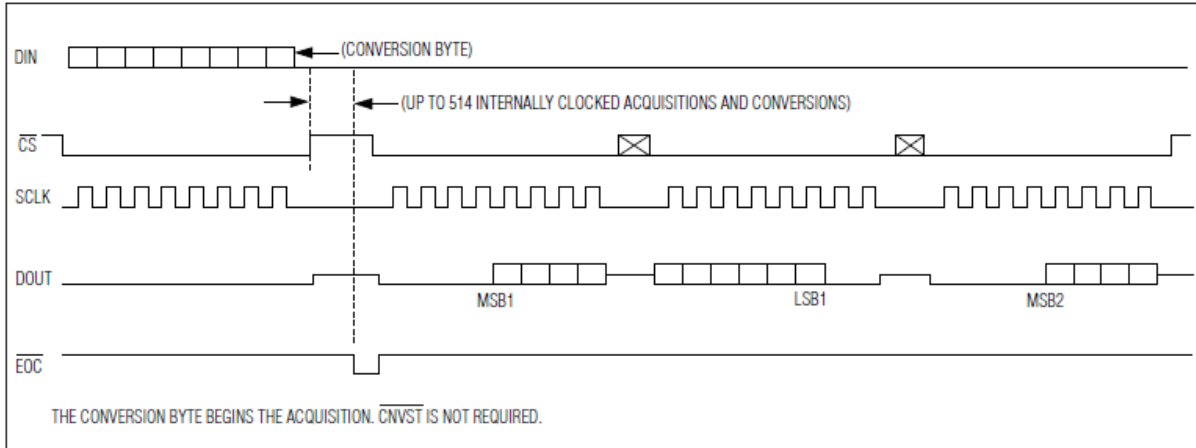 DIN
(CONVERSION BYTE)
(UP TO 514 INTERNALLY CLOCKED ACQUISITIONS AND CONVERSIONS)
CS
SCLK
DOUT
MSB1 LSB1 MSB2
EOC
THE CONVERSION BYTE BEGINS THE ACQUISITION. CNVST IS NOT REQUIRED.